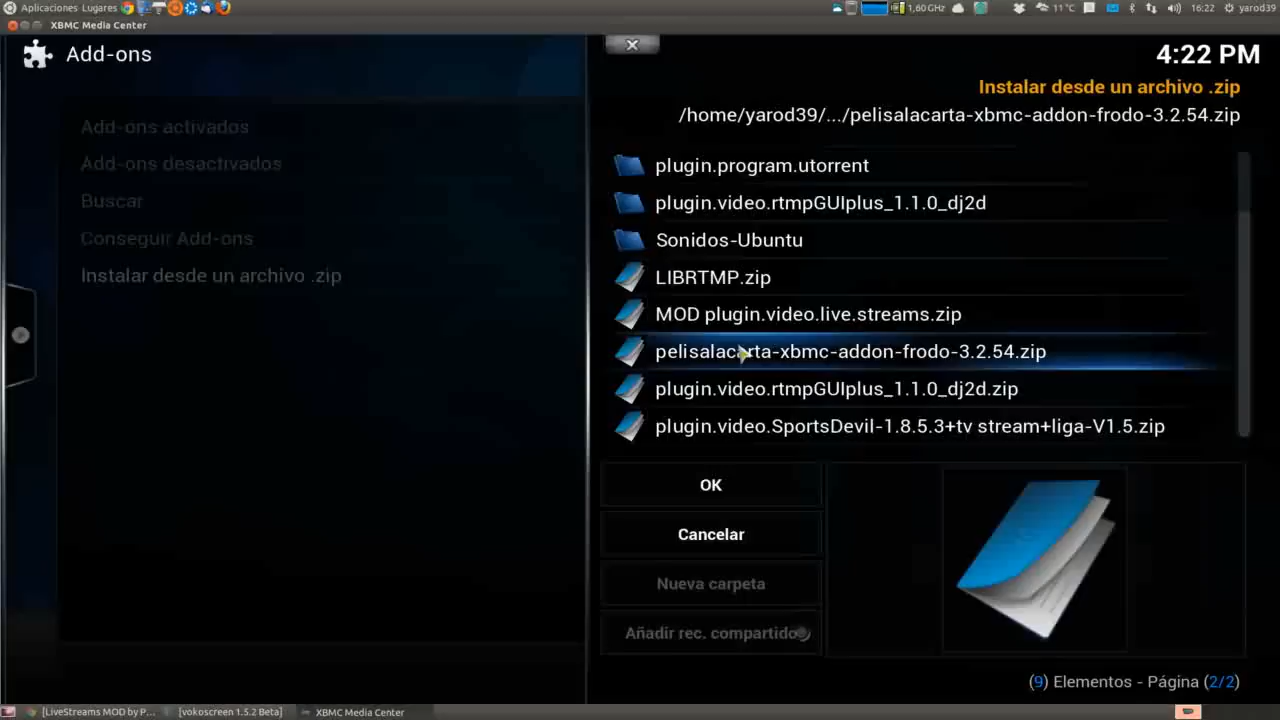 Aplicaciones Lugares
1,60 GHz
11 °C
16:22
yarod39
XBMC Media Center
Add-ons
4:22 PM
Instalar desde un archivo .zip
/home/yarod39/.../pelisalacarta-xbmc-addon-frodo-3.2.54.zip
Add-ons activados
Add-ons desactivados
Buscar
Conseguir Add-ons
Instalar desde un archivo .zip
plugin.program.utorrent
plugin.video.rtmpGUIplus_1.1.0_dj2d
Sonidos-Ubuntu
LIBRTMP.zip
MOD plugin.video.live.streams.zip
pelisalacarta-xbmc-addon-frodo-3.2.54.zip
plugin.video.rtmpGUIplus_1.1.0_dj2d.zip
plugin.video.SportsDevil-1.8.5.3+tv stream+liga-V1.5.zip
OK
Cancelar
Nueva carpeta
Añadir rec. compartido
(9) Elementos - Página (2/2)
[LiveStreams MOD by P...
[vokoscreen 1.5.2 Beta]
XBMC Media Center